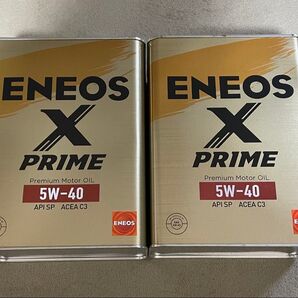 ENEOS
X
PRIME
Premium Motor OIL
5W-40
API SP ACEA C3
ENEOS
ENEOS
X
PRIME
Premium Motor OIL
5W-40
API SP ACEA C3
ENEOS